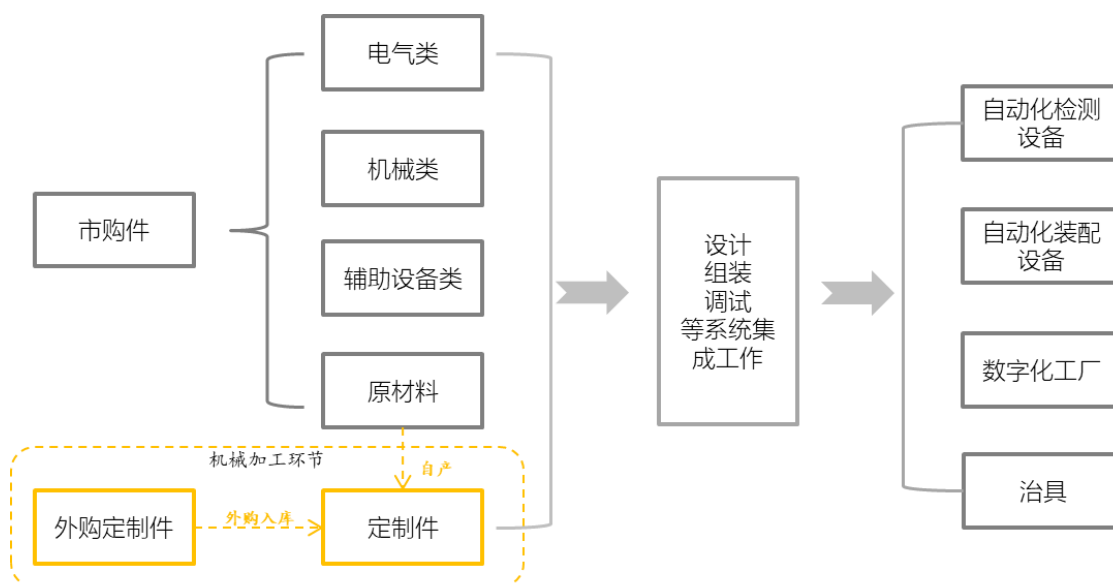 市购件
电气类
机械类
辅助设备类
原材料
机械加工环节
自产
外购定制件
外购入库
定制件
设计
组装
调试
等系统集
成工作
自动化检测
设备
自动化装配
设备
数字化工厂
治具